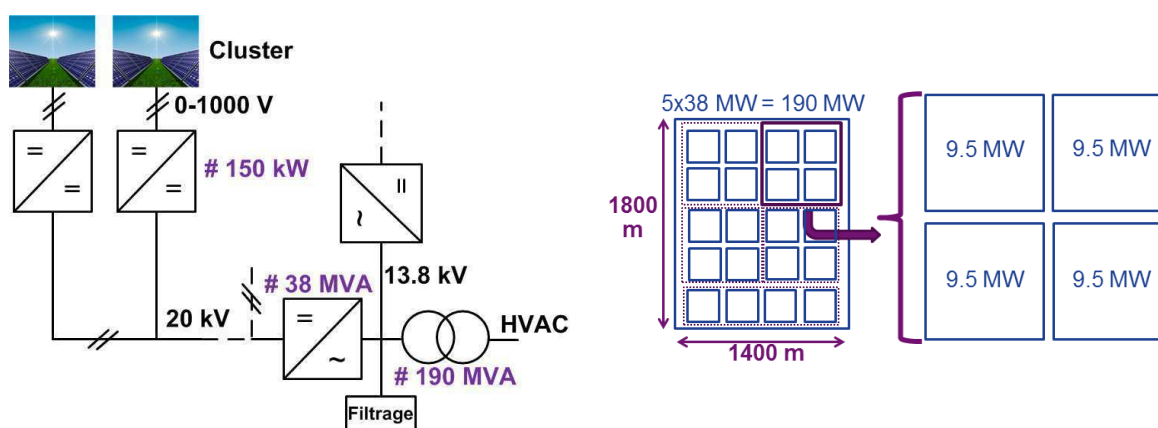 Cluster
0-1000 V
=
=
=
=
# 150 kW
=
~
13.8 kV
# 38 MVA
20 kV
=
~
HVAC
# 190 MVA
Filtrage
5x38 MW = 190 MW
1800
m
1400 m
9.5 MW
9.5 MW
9.5 MW
9.5 MW